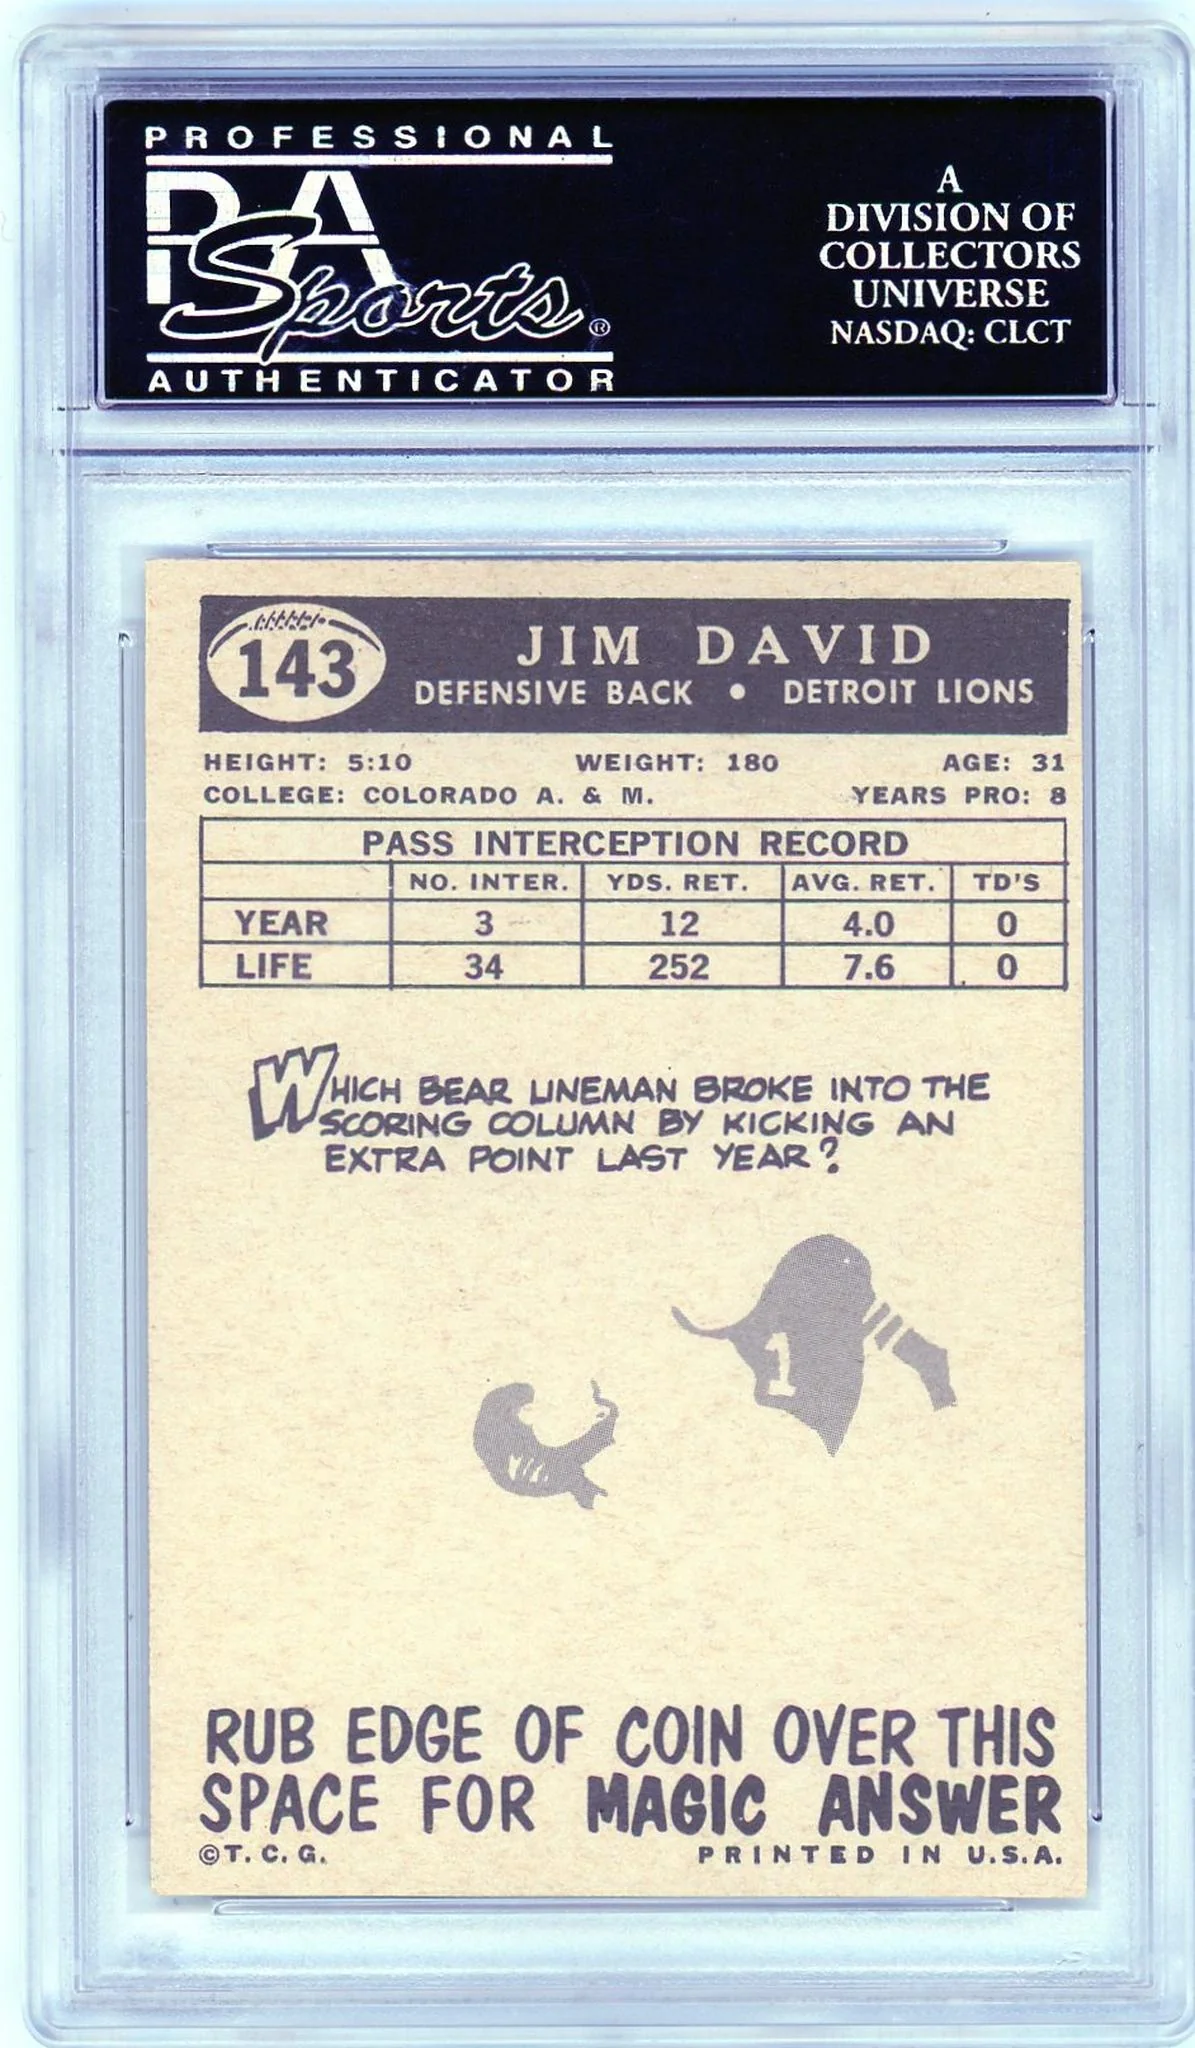 PROFESSIONAL
PSA
Sports®
AUTHENTICATOR
A
DIVISION OF
COLLECTORS
UNIVERSE
NASDAQ: CLCT
143
JIM DAVID
DEFENSIVE BACK • DETROIT LIONS
HEIGHT: 5:10 WEIGHT: 180 AGE: 31
COLLEGE: COLORADO A. & M. YEARS PRO: 8
PASS INTERCEPTION RECORD
NO. INTER. YDS. RET. AVG. RET. TD'S
YEAR 3 12 4.0 0
LIFE 34 252 7.6 0
WHICH BEAR LINEMAN BROKE INTO THE
SCORING COLUMN BY KICKING AN
EXTRA POINT LAST YEAR?
1
RUB EDGE OF COIN OVER THIS
SPACE FOR MAGIC ANSWER
©T. C. G. PRINTED IN U.S.A.